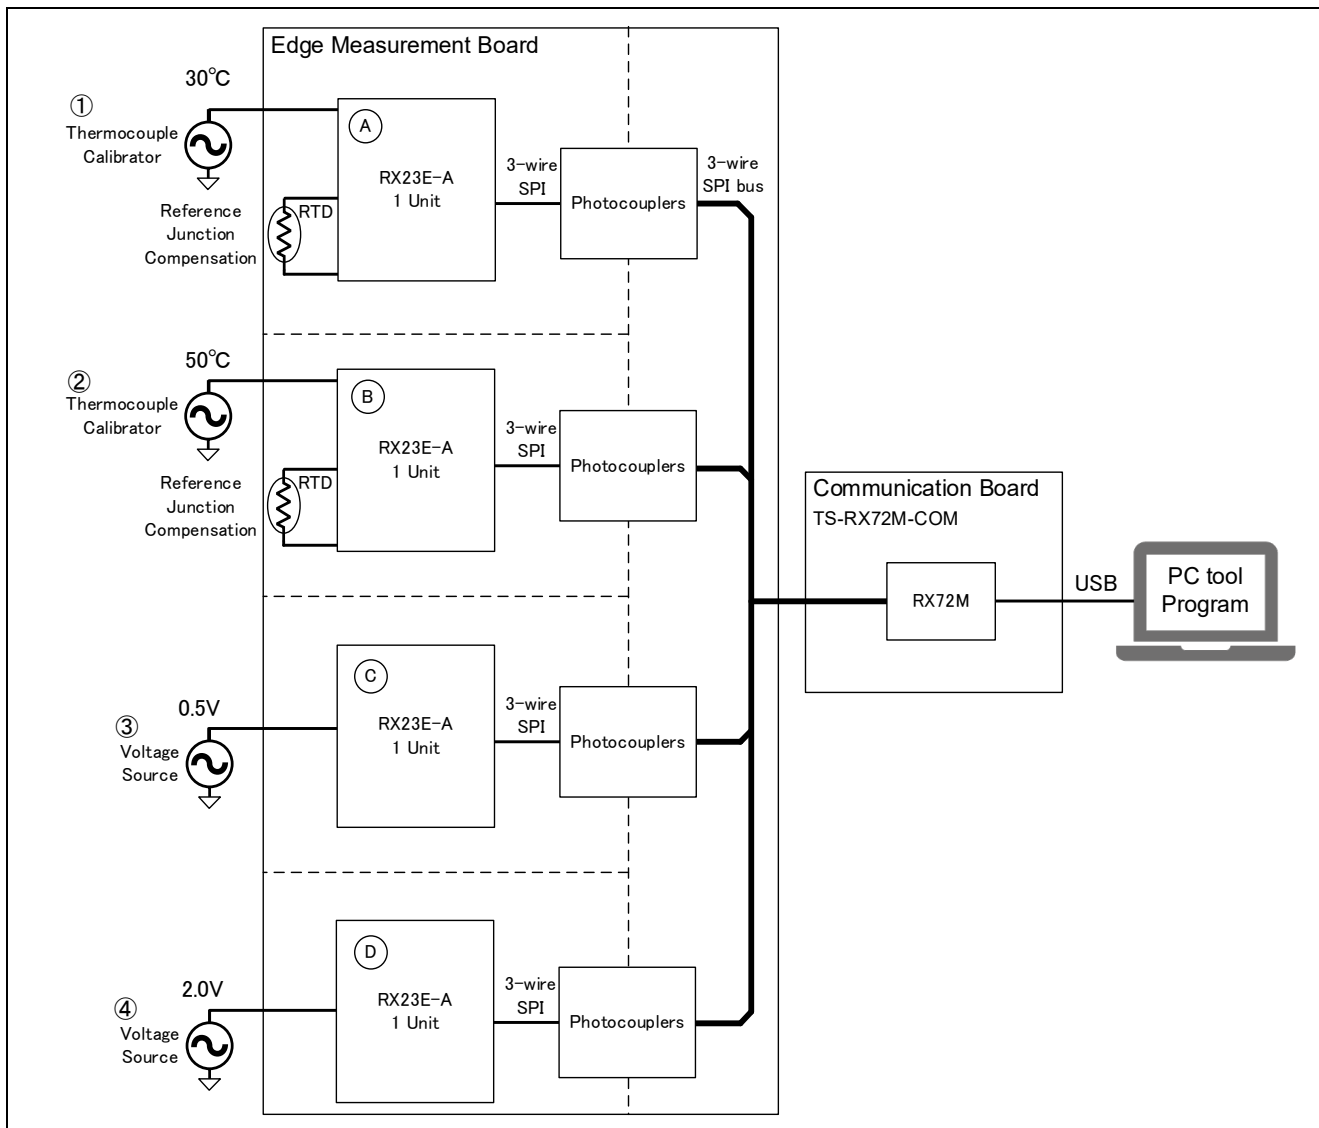 Edge Measurement Board
30℃
①
Thermocouple
Calibrator
A
RX23E-A
1 Unit
Reference
Junction
Compensation
RTD
3-wire
SPI
Photocouplers
3-wire
SPI bus
50℃
②
Thermocouple
Calibrator
B
RX23E-A
1 Unit
Reference
Junction
Compensation
RTD
3-wire
SPI
Photocouplers
Communication Board
TS-RX72M-COM
RX72M
USB
PC tool
Program
0.5V
③
Voltage
Source
C
RX23E-A
1 Unit
3-wire
SPI
Photocouplers
2.0V
④
Voltage
Source
D
RX23E-A
1 Unit
3-wire
SPI
Photocouplers